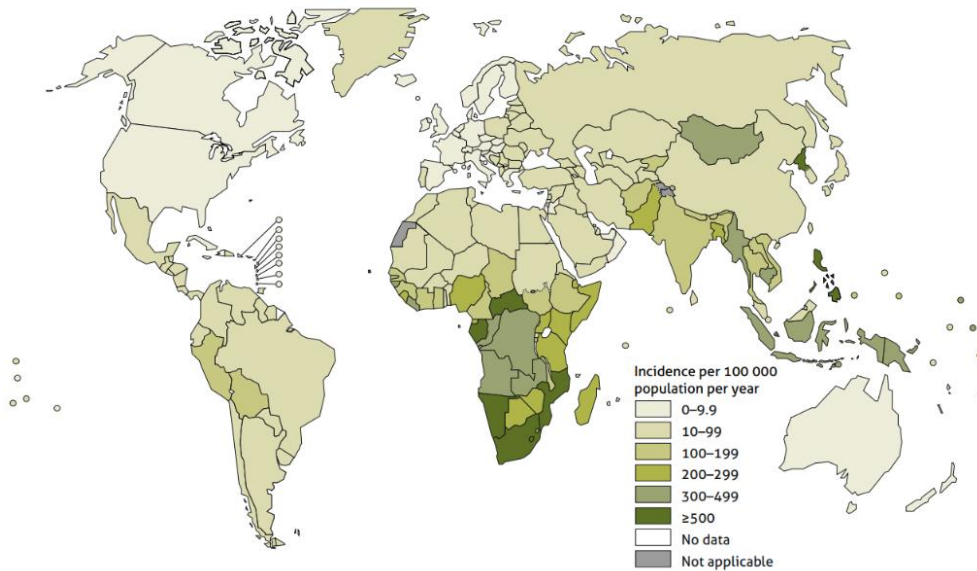 Incidence per 100 000
population per year
0–9.9
10–99
100–199
200–299
300–499
≥500
No data
Not applicable